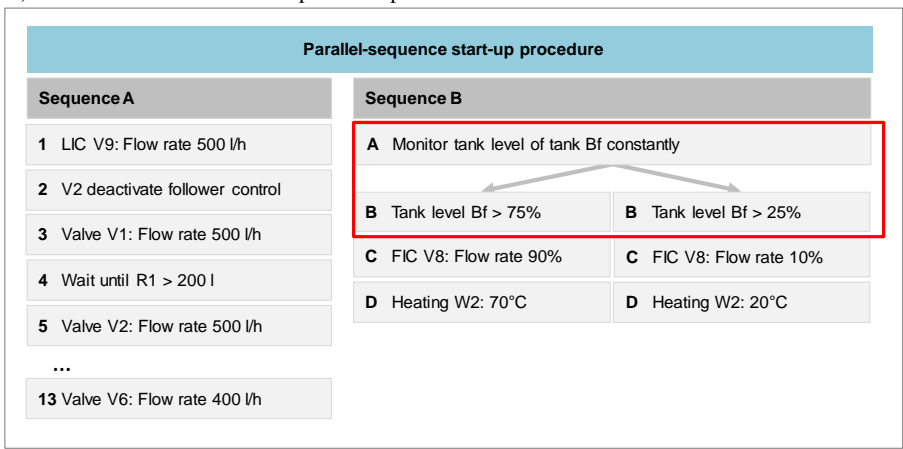 Parallel-sequence start-up procedure
Sequence A
1 LIC V9: Flow rate 500 l/h
2 V2 deactivate follower control
3 Valve V1: Flow rate 500 l/h
4 Wait until R1 > 200 l
5 Valve V2: Flow rate 500 l/h
...
13 Valve V6: Flow rate 400 l/h
Sequence B
A Monitor tank level of tank Bf constantly
B Tank level Bf > 75%
B Tank level Bf > 25%
C FIC V8: Flow rate 90%
C FIC V8: Flow rate 10%
D Heating W2: 70°C
D Heating W2: 20°C